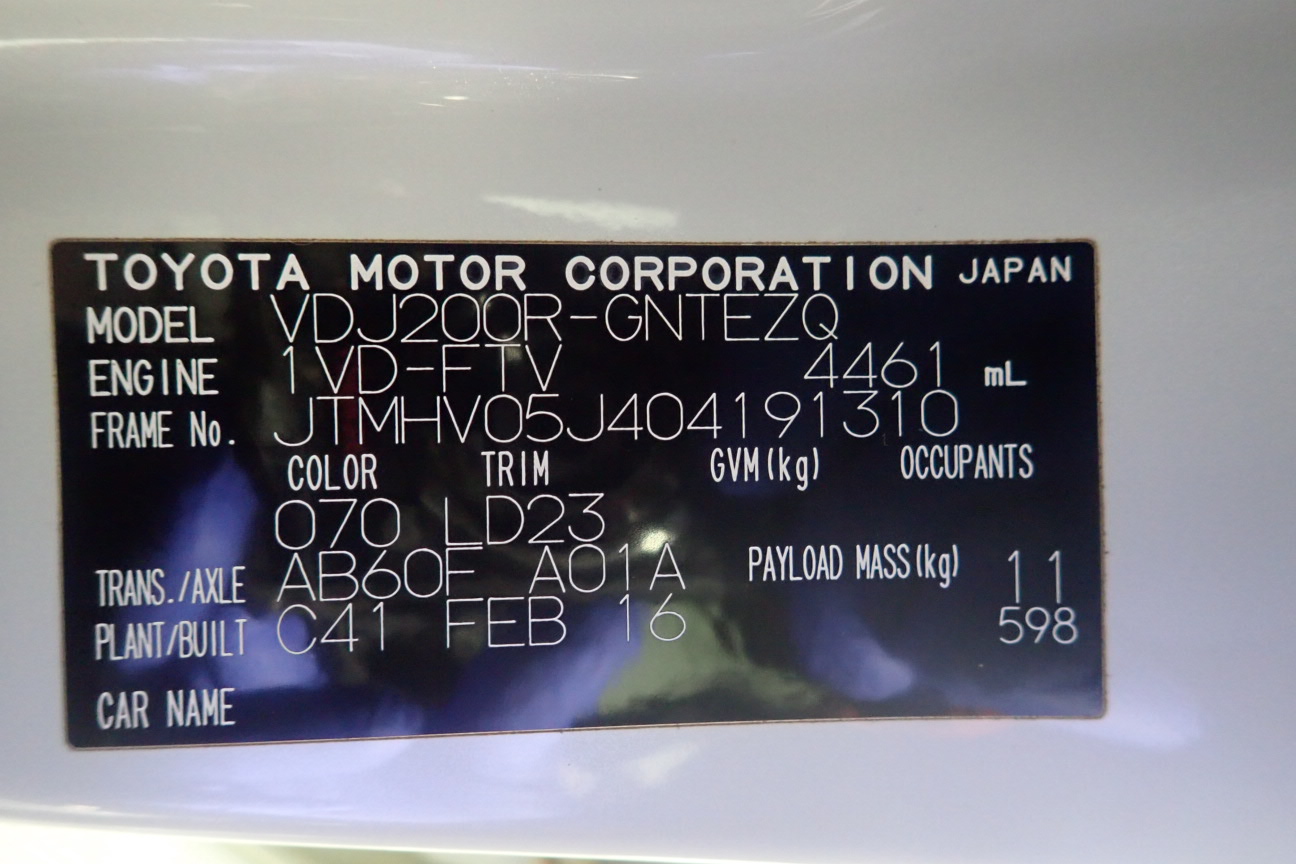 TOYOTA MOTOR CORPORATION JAPAN
MODEL VDJ200R-GNTEZQ
ENGINE 1VD-FTV 4461 mL
FRAME No. JTMHV05J404191310
COLOR TRIM GVM(kg) OCCUPANTS
070 LD23
TRANS./AXLE AB60F A01A PAYLOAD MASS(kg) 11
PLANT/BUILT C41 FEB 16 598
CAR NAME